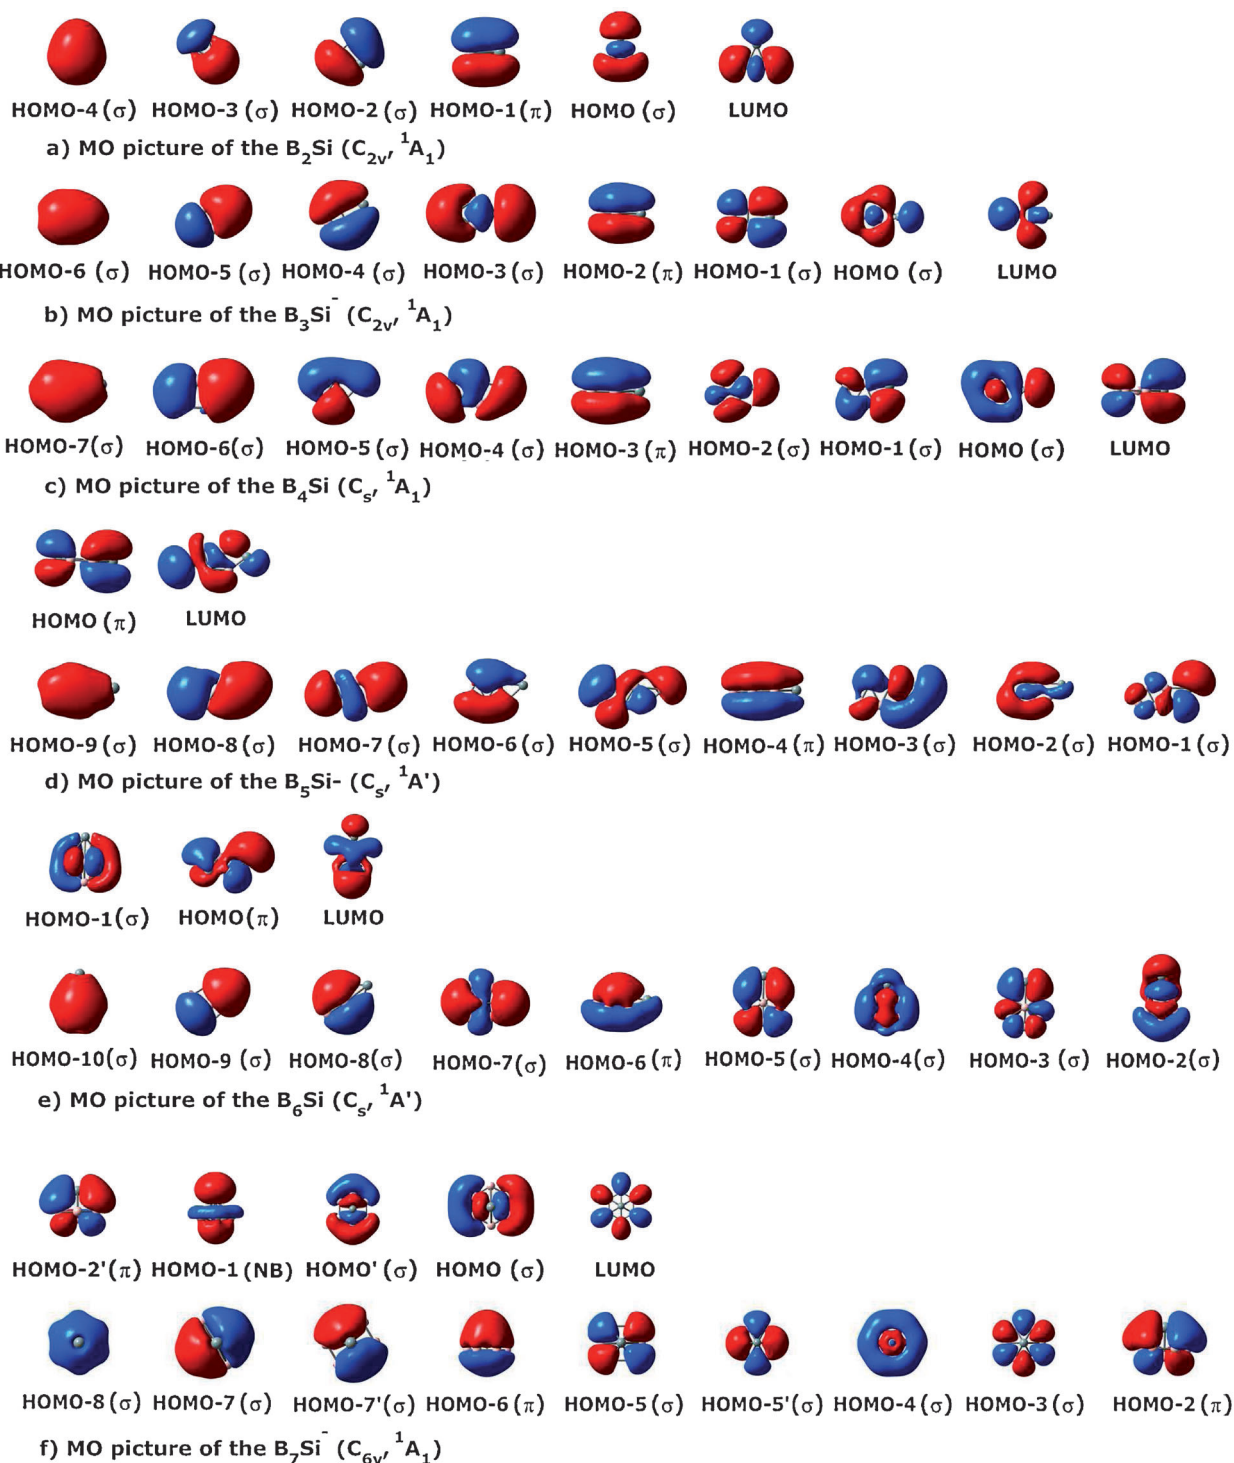 HOMO-4 (σ) HOMO-3 (σ) HOMO-2 (σ) HOMO-1(π) HOMO (σ) LUMO
a) MO picture of the B₂Si (C₂ᵥ, ¹A₁)
HOMO-6 (σ) HOMO-5 (σ) HOMO-4 (σ) HOMO-3 (σ) HOMO-2 (π) HOMO-1 (σ) HOMO (σ) LUMO
b) MO picture of the B₃Si⁻ (C₂ᵥ, ¹A₁)
HOMO-7(σ) HOMO-6(σ) HOMO-5 (σ) HOMO-4 (σ) HOMO-3 (π) HOMO-2 (σ) HOMO-1 (σ) HOMO (σ) LUMO
c) MO picture of the B₄Si (Cₛ, ¹A₁)
HOMO (π) LUMO
HOMO-9 (σ) HOMO-8 (σ) HOMO-7 (σ) HOMO-6 (σ) HOMO-5 (σ) HOMO-4 (π) HOMO-3 (σ) HOMO-2 (σ) HOMO-1 (σ)
d) MO picture of the B₅Si- (Cₛ, ¹A')
HOMO-1(σ) HOMO(π) LUMO
HOMO-10(σ) HOMO-9 (σ) HOMO-8(σ) HOMO-7(σ) HOMO-6 (π) HOMO-5 (σ) HOMO-4(σ) HOMO-3 (σ) HOMO-2(σ)
e) MO picture of the B₆Si (Cₛ, ¹A')
HOMO-2'(π) HOMO-1 (NB) HOMO' (σ) HOMO (σ) LUMO
HOMO-8 (σ) HOMO-7 (σ) HOMO-7'(σ) HOMO-6 (π) HOMO-5 (σ) HOMO-5'(σ) HOMO-4 (σ) HOMO-3 (σ) HOMO-2 (π)
f) MO picture of the B₇Si⁻ (C₆ᵥ, ¹A₁)